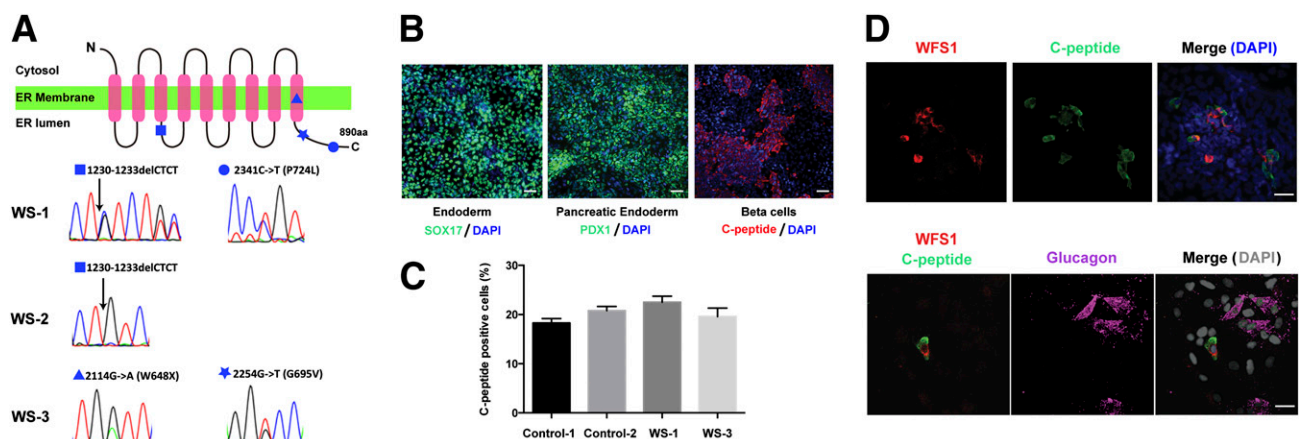 A
N
Cytosol
ER Membrane
ER lumen
890aa
C
1230-1233delCTCT
2341C->T (P724L)
WS-1
1230-1233delCTCT
WS-2
2114G->A (W648X)
2254G->T (G695V)
WS-3
B
Endoderm
SOX17/DAPI
Pancreatic Endoderm
PDX1/DAPI
Beta cells
C-peptide/DAPI
C
C-peptide positive cells (%)
30
20
10
0
Control-1 Control-2 WS-1 WS-3
D
WFS1 C-peptide Merge (DAPI)
WFS1
C-peptide
Glucagon
Merge (DAPI)